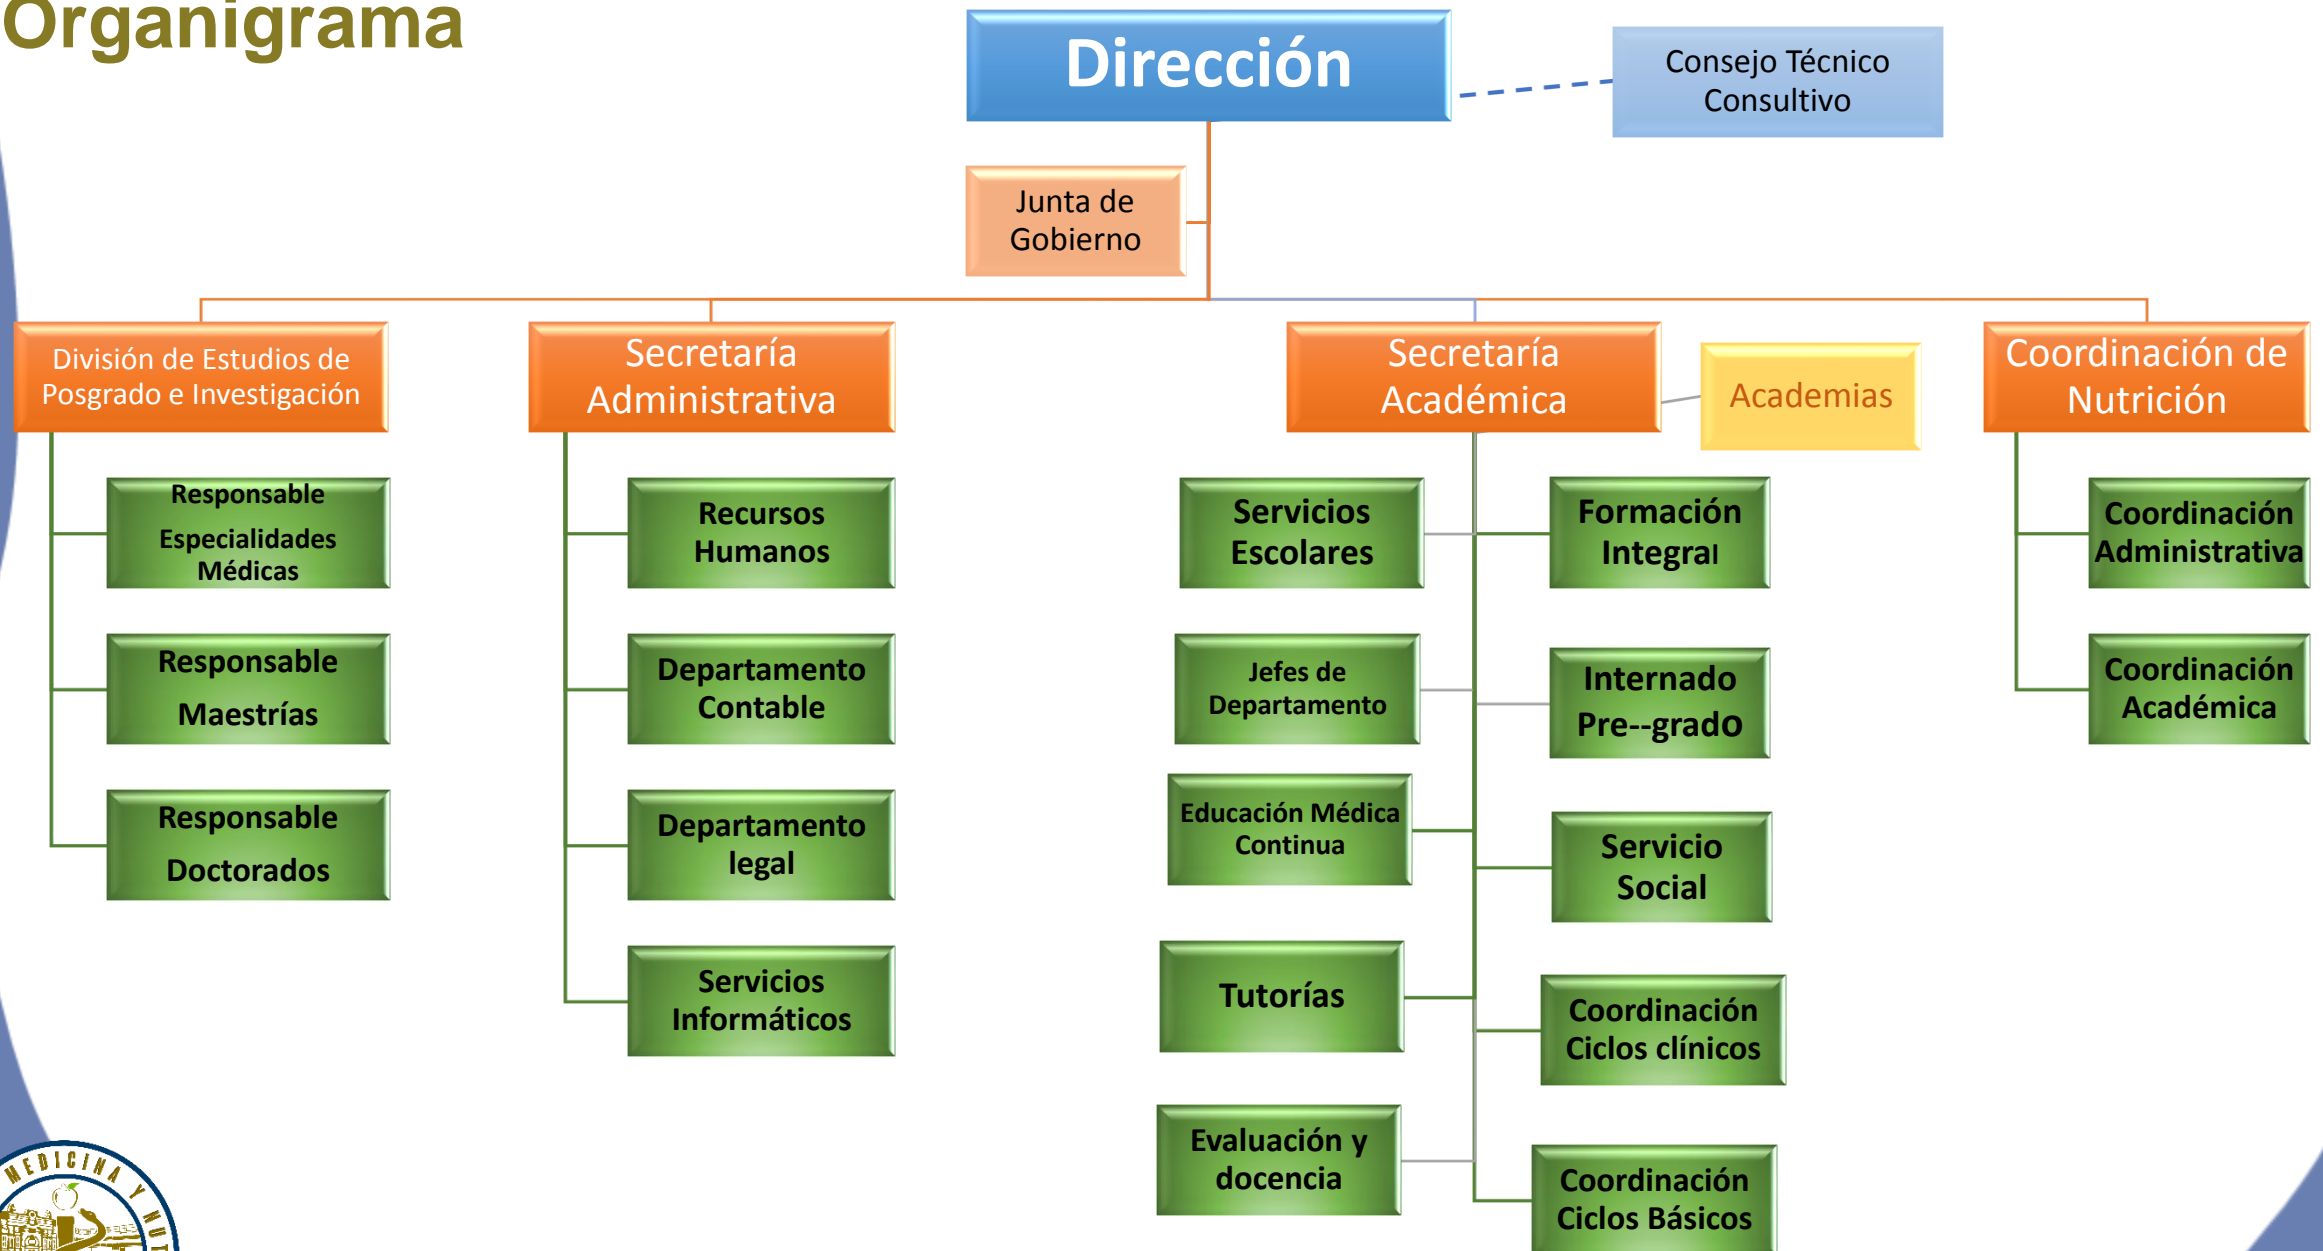 Organigrama
Dirección
Consejo Técnico
Consultivo
Junta de
Gobierno
División de Estudios de
Posgrado e Investigación
Secretaría
Administrativa
Secretaría
Académica
Academias
Coordinación de
Nutrición
Responsable
Especialidades
Médicas
Responsable
Maestrías
Responsable
Doctorados
Recursos
Humanos
Departamento
Contable
Departamento
legal
Servicios
Informáticos
Servicios
Escolares
Formación
Integral
Jefes de
Departamento
Internado
Pre--grado
Educación Médica
Continua
Servicio
Social
Tutorías
Coordinación
Ciclos clínicos
Evaluación y
docencia
Coordinación
Ciclos Básicos
Coordinación
Administrativa
Coordinación
Académica
MEDICINA Y